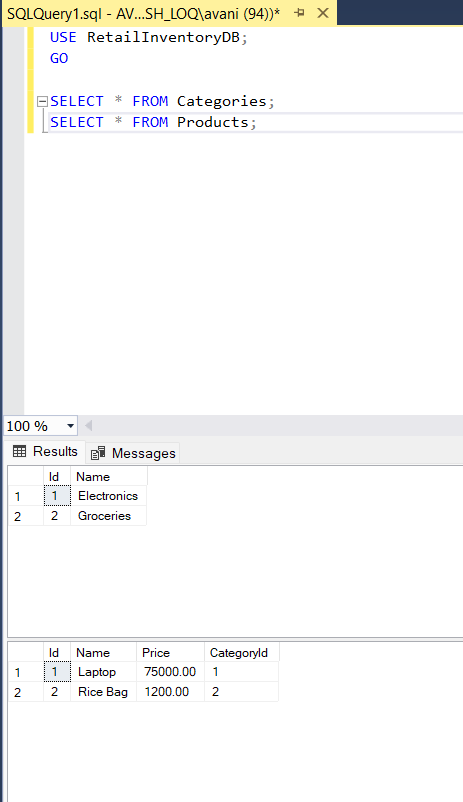 SQLQuery1.sql - AV...SH_LOQ\avani (94))*
USE RetailInventoryDB;
GO
SELECT * FROM Categories;
SELECT * FROM Products;
100 %
Results Messages
Id Name
1 1 Electronics
2 2 Groceries
Id Name Price CategoryId
1 1 Laptop 75000.00 1
2 2 Rice Bag 1200.00 2